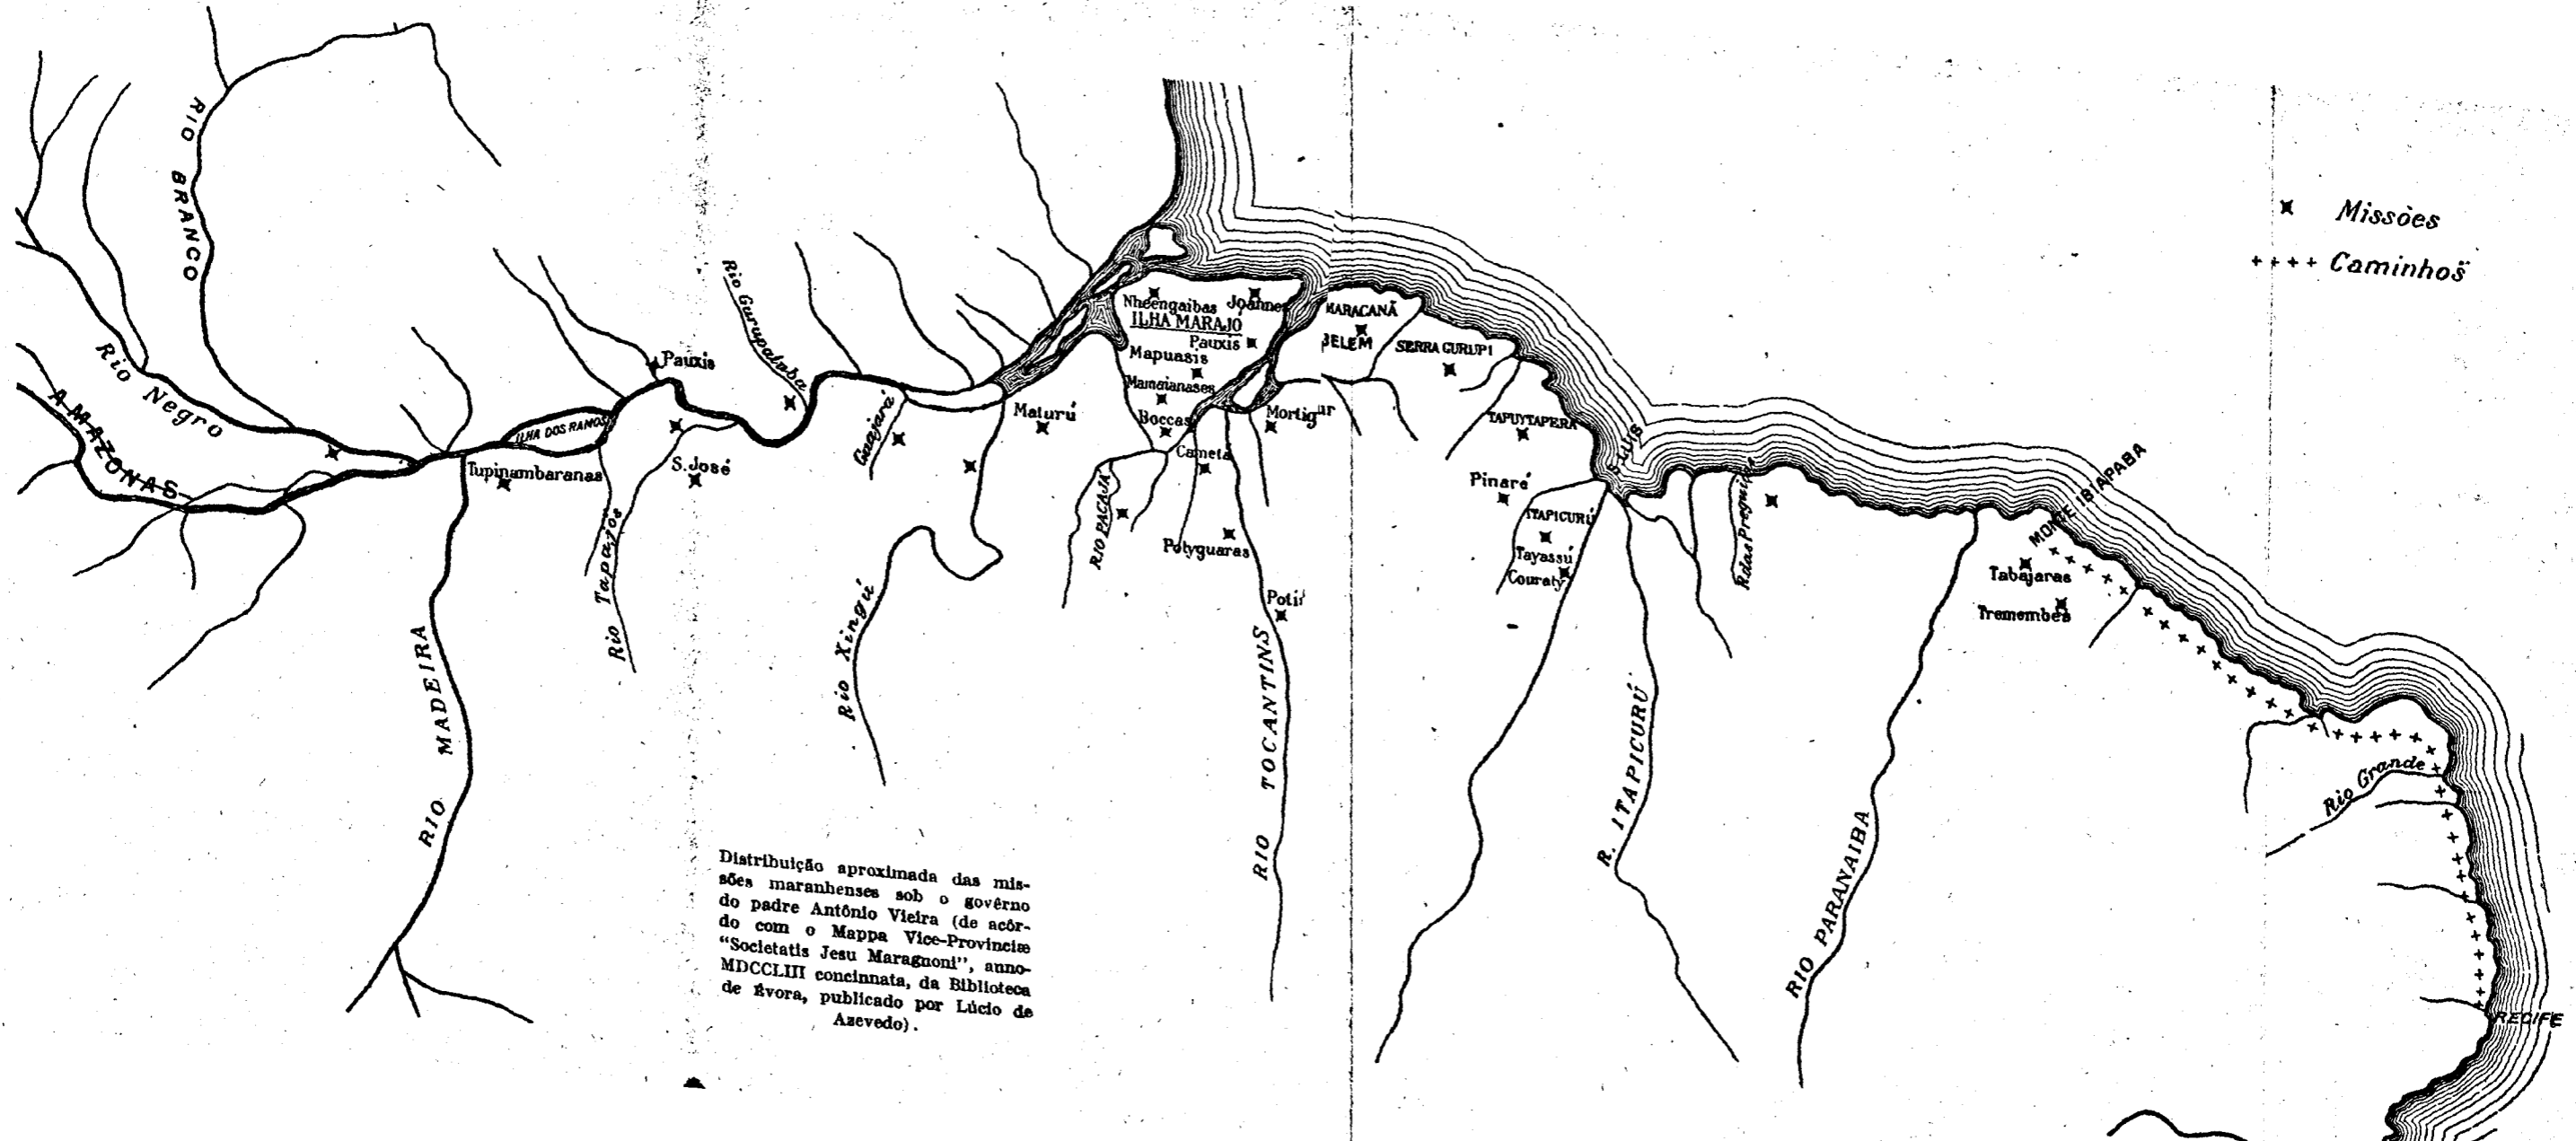 RIO BRANCO
Rio Negro
AMAZONAS
Tupinambaranas
ILHA DOS RAMOS
RIO MADEIRA
Rio Tapajós
Pauxis
S. José
Rio Gurupatuba
Rio Xingú
Maturú
Nheengaibas
ILHA MARAJO
Pauxis
Mapuasis
Mamaianases
Boccas
Cametá
RIO PACAJÁ
Potyguaras
RIO TOCANTINS
MARACANÃ
BELEM
SERRA GURUPI
TAPUYTAPERA
S. LUIS
Pinaré
ITAPICURÚ
Tayassú
Couraty
R. ITAPICURÚ
RIO PARANAIBA
MONTE IBIAPABA
Tabajaras
Tremembés
Rio Grande
RECIFE
Missões
Caminhos
Distribuição aproximada das mis-
sões maranhenses sob o govêrno
do padre Antônio Vieira (de acôr-
do com o Mappa Vice-Provinciæ
"Societatis Jesu Maragnoni", anno-
MDCCLIII concinnata, da Biblioteca
de Évora, publicado por Lúcio de
Azevedo).